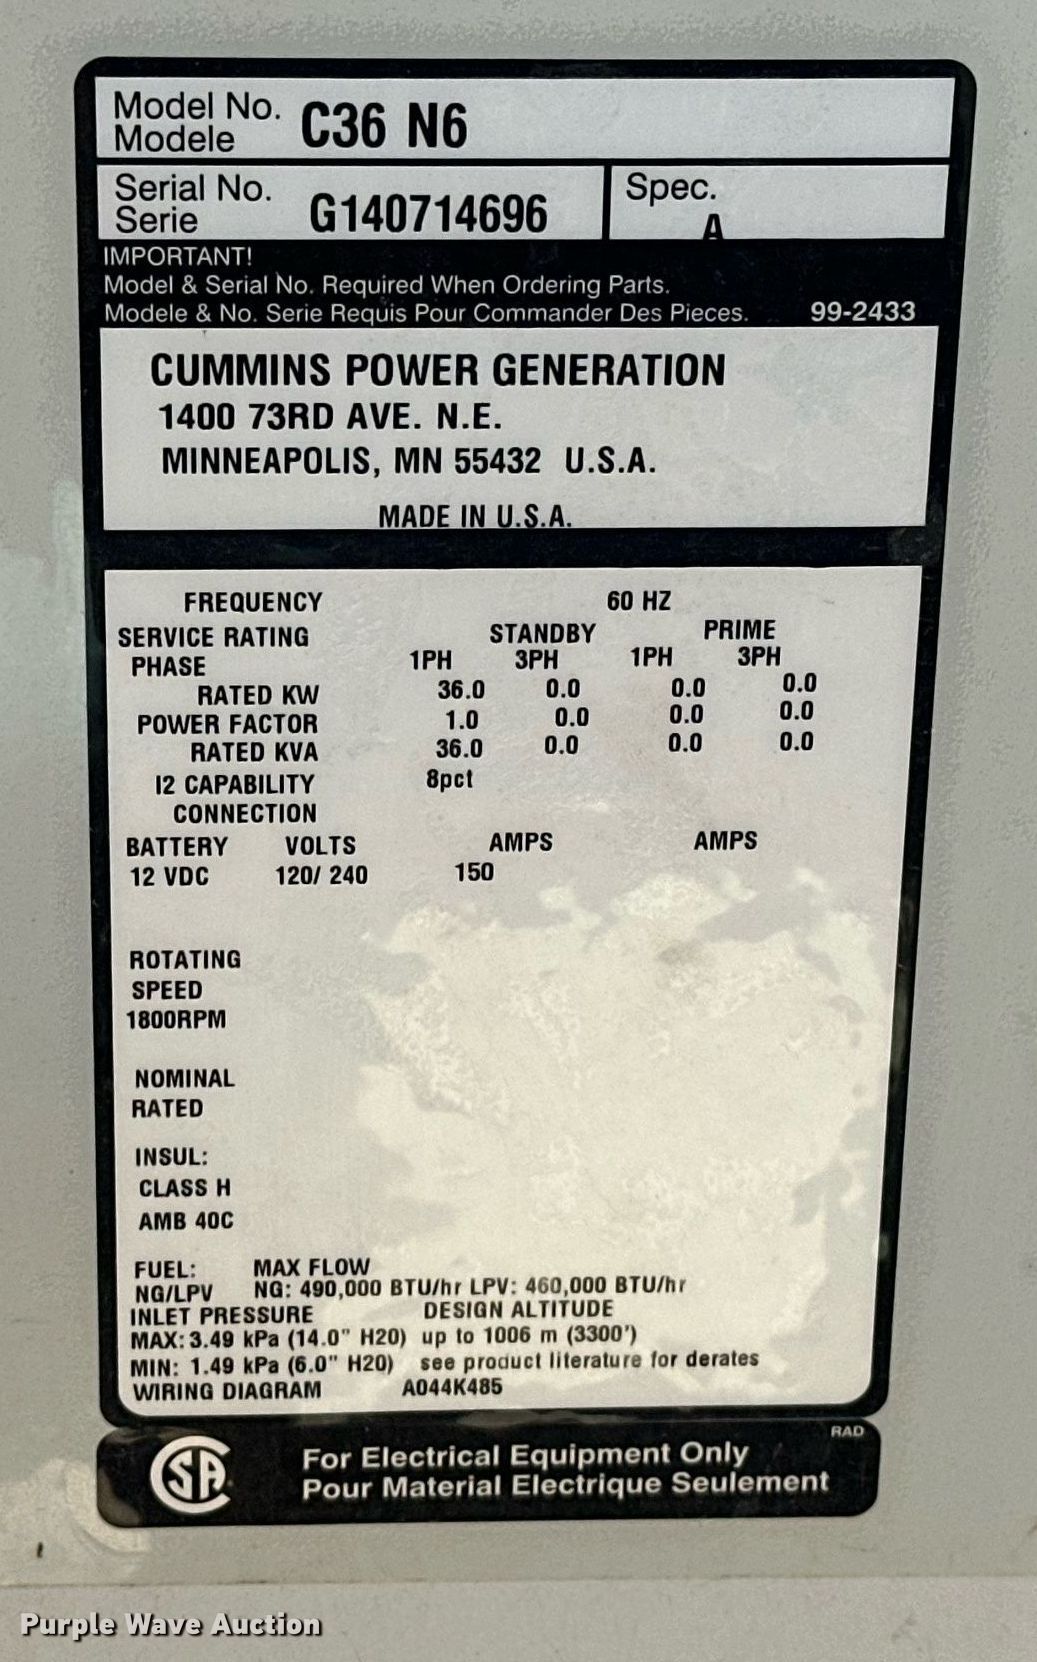 Model No. C36 N6
Modele
Serial No. G140714696 Spec. A
Serie
IMPORTANT!
Model & Serial No. Required When Ordering Parts.
Modele & No. Serie Requis Pour Commander Des Pieces. 99-2433
CUMMINS POWER GENERATION
1400 73RD AVE. N.E.
MINNEAPOLIS, MN 55432 U.S.A.
MADE IN U.S.A.
FREQUENCY 60 HZ
SERVICE RATING STANDBY PRIME
PHASE 1PH 3PH 1PH 3PH
RATED KW 36.0 0.0 0.0 0.0
POWER FACTOR 1.0 0.0 0.0 0.0
RATED KVA 36.0 0.0 0.0 0.0
I2 CAPABILITY 8pct
CONNECTION
BATTERY VOLTS AMPS AMPS
12 VDC 120/ 240 150
ROTATING
SPEED
1800RPM
NOMINAL
RATED
INSUL:
CLASS H
AMB 40C
FUEL: MAX FLOW
NG/LPV NG: 490,000 BTU/hr LPV: 460,000 BTU/hr
INLET PRESSURE DESIGN ALTITUDE
MAX: 3.49 kPa (14.0" H20) up to 1006 m (3300')
MIN: 1.49 kPa (6.0" H20) see product literature for derates
WIRING DIAGRAM A044K485
RAD
CSA For Electrical Equipment Only
Pour Material Electrique Seulement
Purple Wave Auction